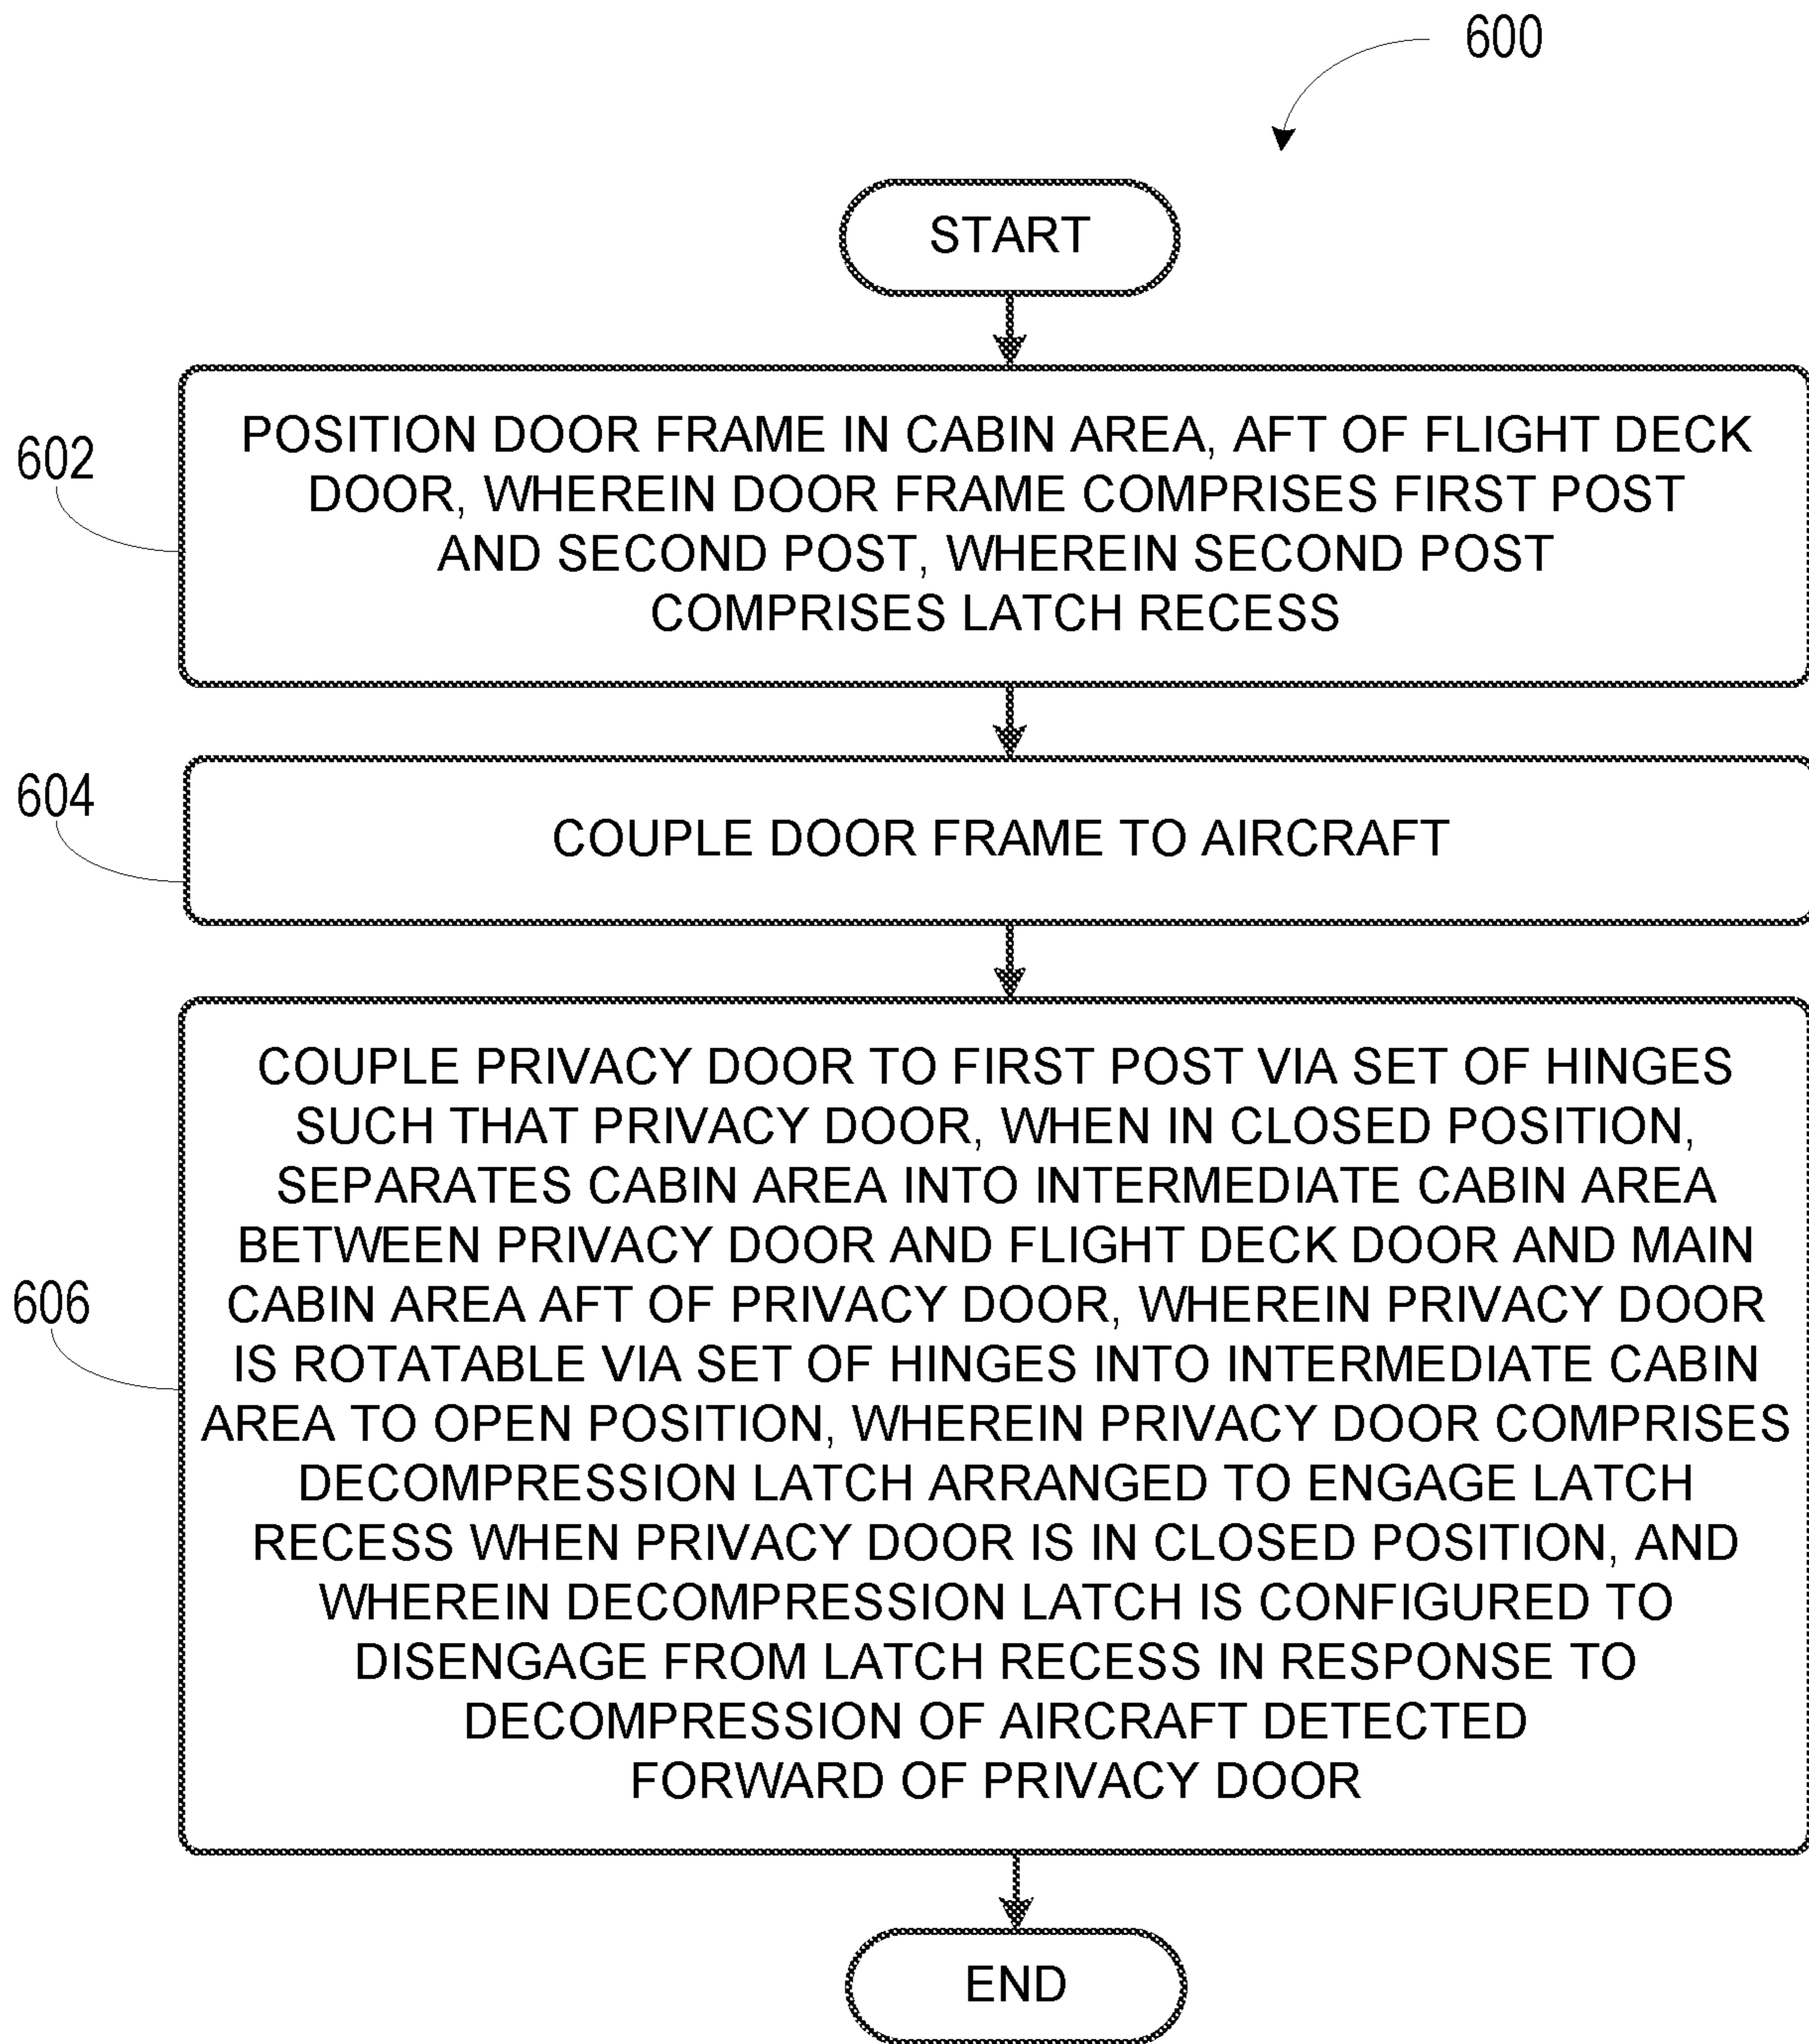 600
START
602
POSITION DOOR FRAME IN CABIN AREA, AFT OF FLIGHT DECK
DOOR, WHEREIN DOOR FRAME COMPRISES FIRST POST
AND SECOND POST, WHEREIN SECOND POST
COMPRISES LATCH RECESS
604
COUPLE DOOR FRAME TO AIRCRAFT
606
COUPLE PRIVACY DOOR TO FIRST POST VIA SET OF HINGES
SUCH THAT PRIVACY DOOR, WHEN IN CLOSED POSITION,
SEPARATES CABIN AREA INTO INTERMEDIATE CABIN AREA
BETWEEN PRIVACY DOOR AND FLIGHT DECK DOOR AND MAIN
CABIN AREA AFT OF PRIVACY DOOR, WHEREIN PRIVACY DOOR
IS ROTATABLE VIA SET OF HINGES INTO INTERMEDIATE CABIN
AREA TO OPEN POSITION, WHEREIN PRIVACY DOOR COMPRISES
DECOMPRESSION LATCH ARRANGED TO ENGAGE LATCH
RECESS WHEN PRIVACY DOOR IS IN CLOSED POSITION, AND
WHEREIN DECOMPRESSION LATCH IS CONFIGURED TO
DISENGAGE FROM LATCH RECESS IN RESPONSE TO
DECOMPRESSION OF AIRCRAFT DETECTED
FORWARD OF PRIVACY DOOR
END